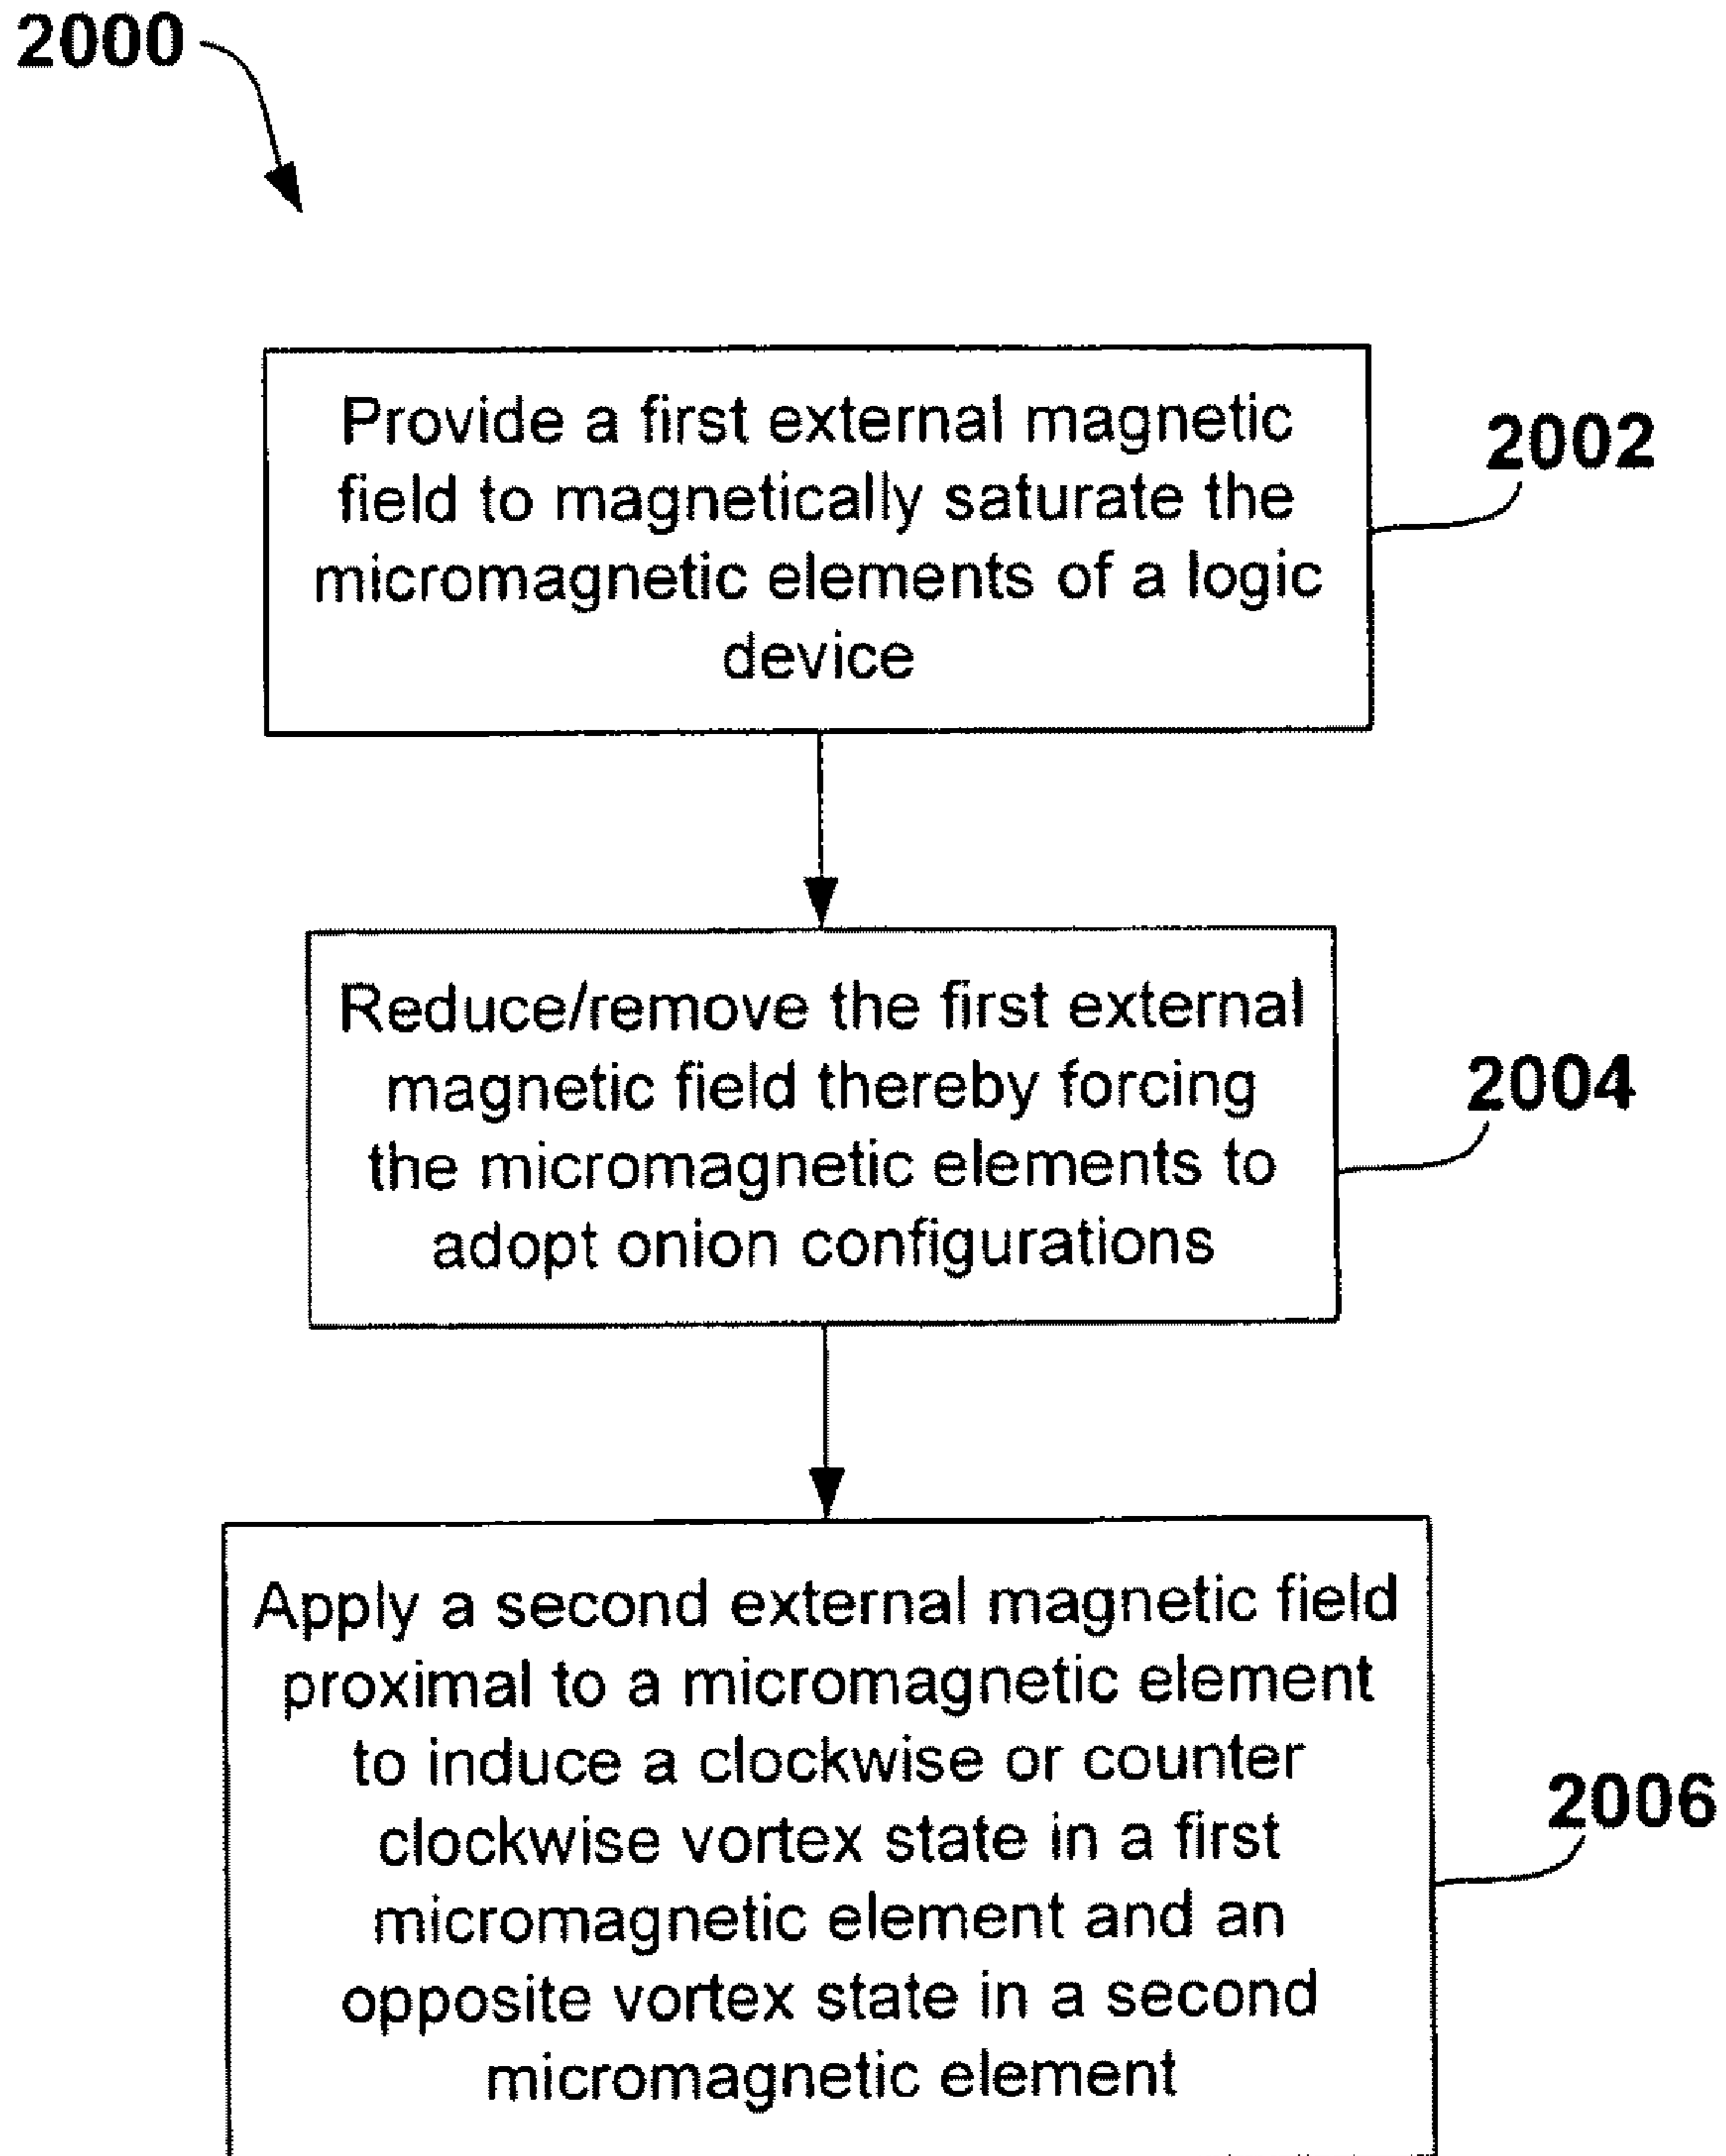 2000
Provide a first external magnetic
field to magnetically saturate the
micromagnetic elements of a logic
device
2002
Reduce/remove the first external
magnetic field thereby forcing
the micromagnetic elements to
adopt onion configurations
2004
Apply a second external magnetic field
proximal to a micromagnetic element
to induce a clockwise or counter
clockwise vortex state in a first
micromagnetic element and an
opposite vortex state in a second
micromagnetic element
2006